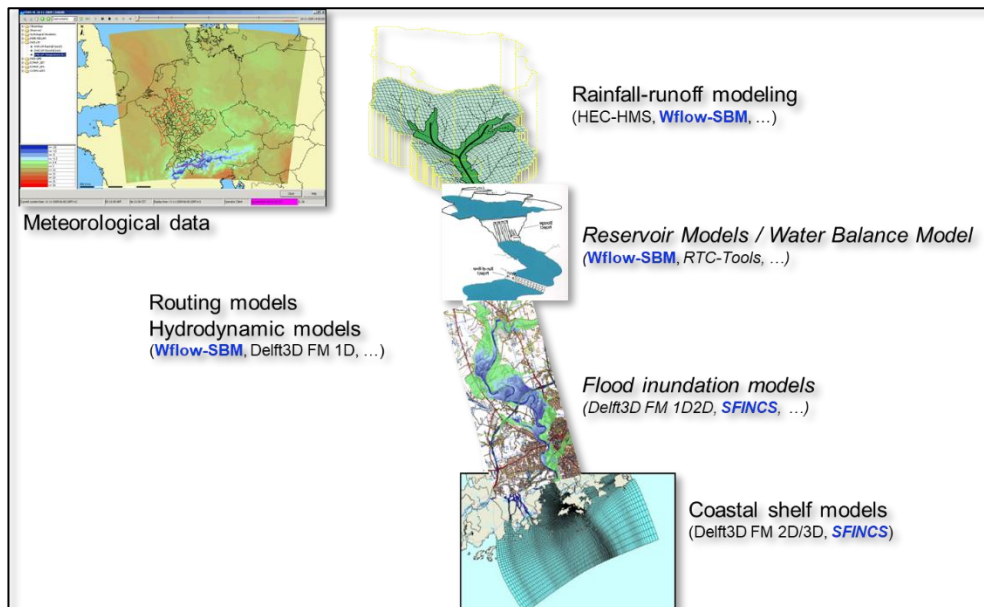 Meteorological data
Rainfall-runoff modeling
(HEC-HMS, Wflow-SBM, ...)
Reservoir Models / Water Balance Model
(Wflow-SBM, RTC-Tools, ...)
Routing models
Hydrodynamic models
(Wflow-SBM, Delft3D FM 1D, ...)
Flood inundation models
(Delft3D FM 1D2D, SFINCS, ...)
Coastal shelf models
(Delft3D FM 2D/3D, SFINCS)